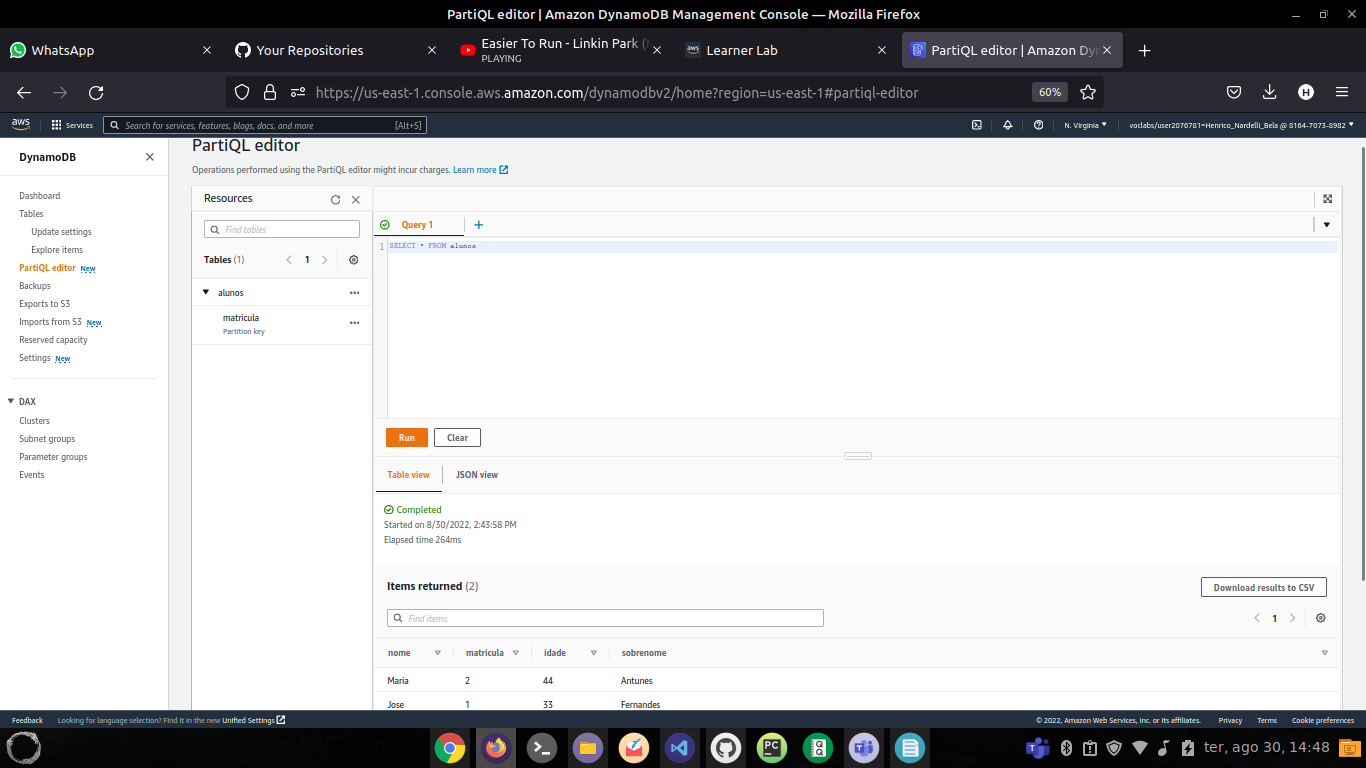 PartiQL editor | Amazon DynamoDB Management Console — Mozilla Firefox
WhatsApp
Your Repositories
Easier To Run - Linkin Park (
PLAYING
Learner Lab
PartiQL editor | Amazon Dy
https://us-east-1.console.aws.amazon.com/dynamodbv2/home?region=us-east-1#partiql-editor
60%
H
aws
Services
Search for services, features, blogs, docs, and more
[Alt+S]
N. Virginia
voclabs/user2076781=Henrico_Nardelli_Bela @ 8164-7073-8982
DynamoDB
Dashboard
Tables
Update settings
Explore items
PartiQL editor New
Backups
Exports to S3
Imports from S3 New
Reserved capacity
Settings New
DAX
Clusters
Subnet groups
Parameter groups
Events
PartiQL editor
Operations performed using the PartiQL editor might incur charges. Learn more
Resources
Find tables
Tables (1)
1
alunos
matricula
Partition key
Query 1
1 SELECT * FROM alunos
Run
Clear
Table view
JSON view
Completed
Started on 8/30/2022, 2:43:58 PM
Elapsed time 264ms
Items returned (2)
Download results to CSV
Find items
1
nome matricula idade sobrenome
Maria 2 44 Antunes
Jose 1 33 Fernandes
Feedback
Looking for language selection? Find it in the new Unified Settings
© 2022, Amazon Web Services, Inc. or its affiliates.
Privacy
Terms
Cookie preferences
ter, ago 30, 14:48